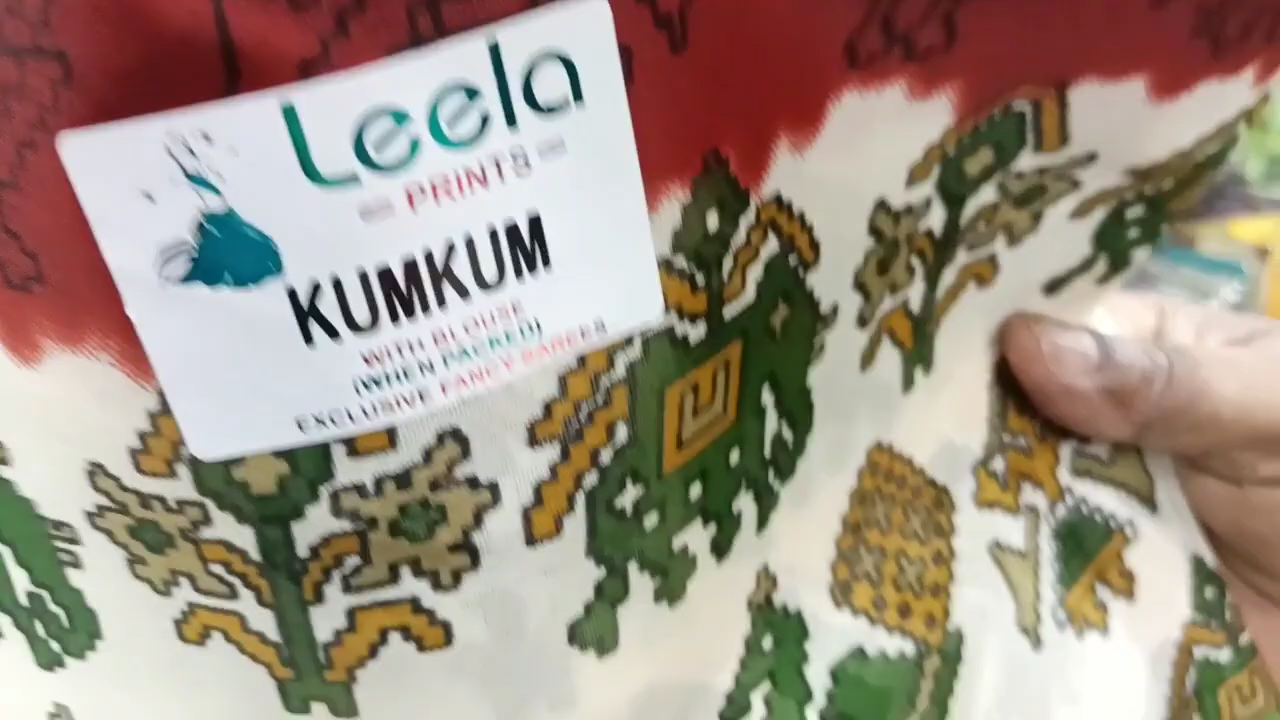 Leela
PRINTS
KUMKUM
WITH BLOUSE
(WHEN PACKED)
EXCLUSIVE FANCY SAREES